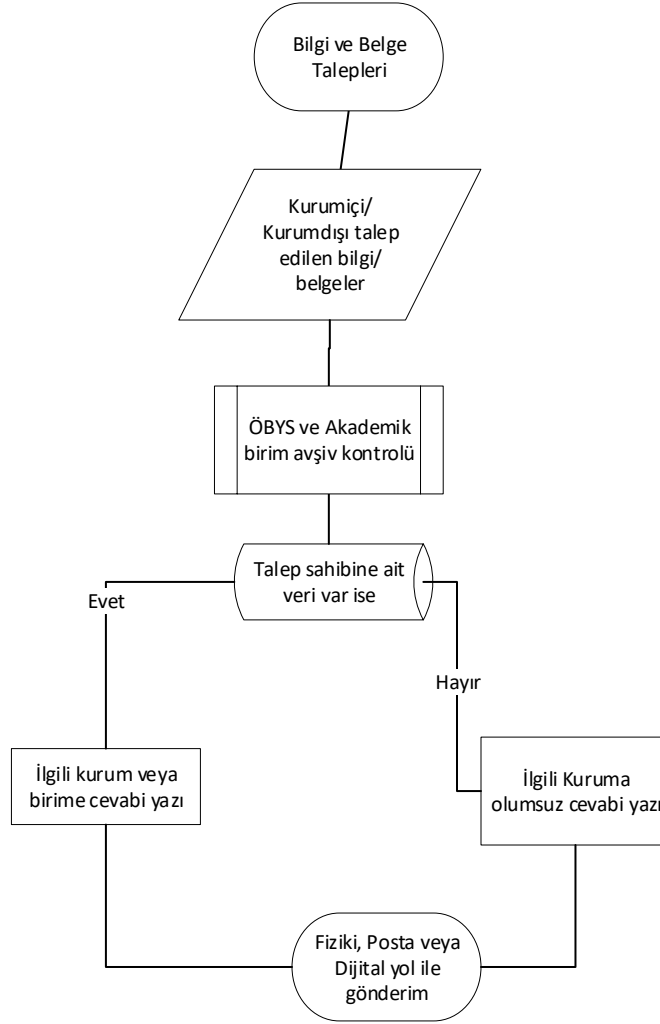 Bilgi ve Belge
Talepleri
Kurumiçi/
Kurumdışı talep
edilen bilgi/
belgeler
ÖBYS ve Akademik
birim avşiv kontrolü
Talep sahibine ait
veri var ise
Evet
Hayır
İlgili kurum veya
birime cevabi yazı
İlgili Kuruma
olumsuz cevabi yazı
Fiziki, Posta veya
Dijital yol ile
gönderim